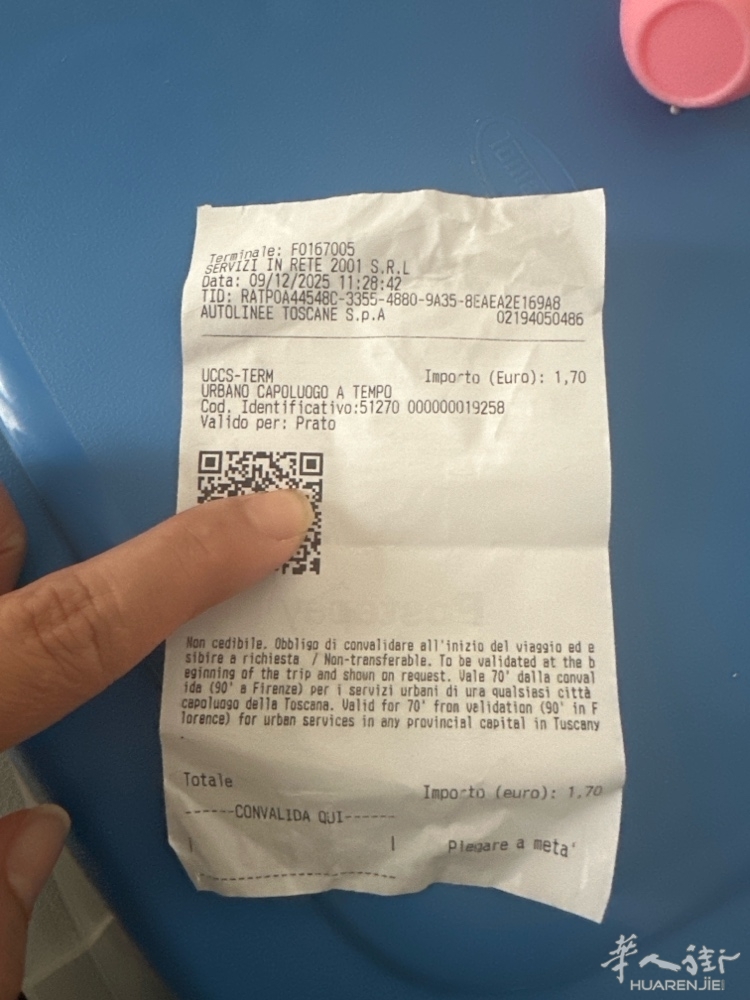 Terminale: F0167005
SERVIZI IN RETE 2001 S.R.L
Data: 09/12/2025 11:28:42
TID: RATP0A44548C-3355-4880-9A35-8EAEA2E169A8
AUTOLINEE TOSCANE S.p.A 02194050486
UCCS-TERM Importo (Euro): 1,70
URBANO CAPOLUOGO A TEMPO
Cod. Identificativo:51270 000000019258
Valido per: Prato
Non cedibile. Obbligo di convalidare all'inizio del viaggio ed e
sibire a richiesta / Non-transferable. To be validated at the b
eginning of the trip and shown on request. Vale 70' dalla conval
ida (90' a Firenze) per i servizi urbani di una qualsiasi città
capoluogo della Toscana. Valid for 70' from validation (90' in F
lorence) for urban services in any provincial capital in Tuscany
.
Totale Importo (euro): 1.70
------CONVALIDA QUI------
| | Piegare a meta'
华人街
HUARENJIE